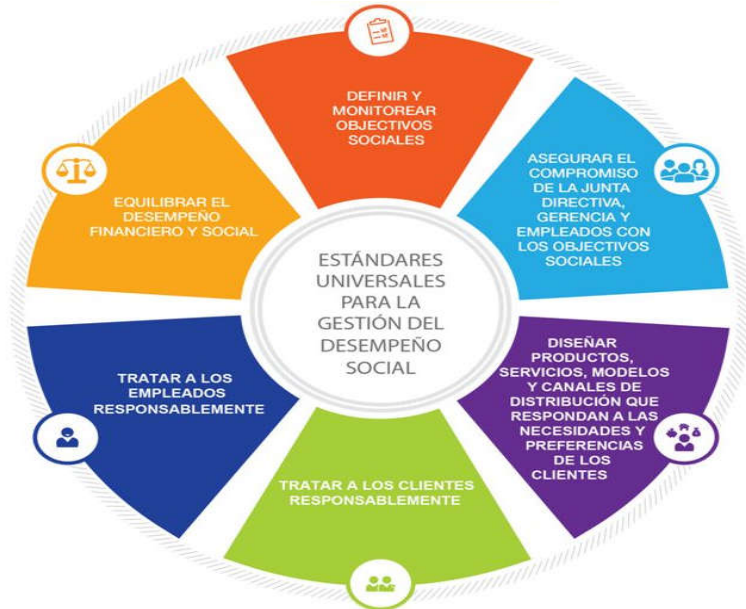 DEFINIR Y
MONITOREAR
OBJECTIVOS
SOCIALES
ASEGURAR EL
COMPROMISO
DE LA JUNTA
DIRECTIVA,
GERENCIA Y
EMPLEADOS CON
LOS OBJECTIVOS
SOCIALES
DISEÑAR
PRODUCTOS,
SERVICIOS, MODELOS
Y CANALES DE
DISTRIBUCIÓN QUE
RESPONDAN A LAS
NECESIDADES Y
PREFERENCIAS
DE LOS
CLIENTES
TRATAR A LOS CLIENTES
RESPONSABLEMENTE
TRATAR A LOS
EMPLEADOS
RESPONSABLEMENTE
EQUILIBRAR EL
DESEMPEÑO
FINANCIERO Y SOCIAL
ESTÁNDARES
UNIVERSALES
PARA LA
GESTIÓN DEL
DESEMPEÑO
SOCIAL